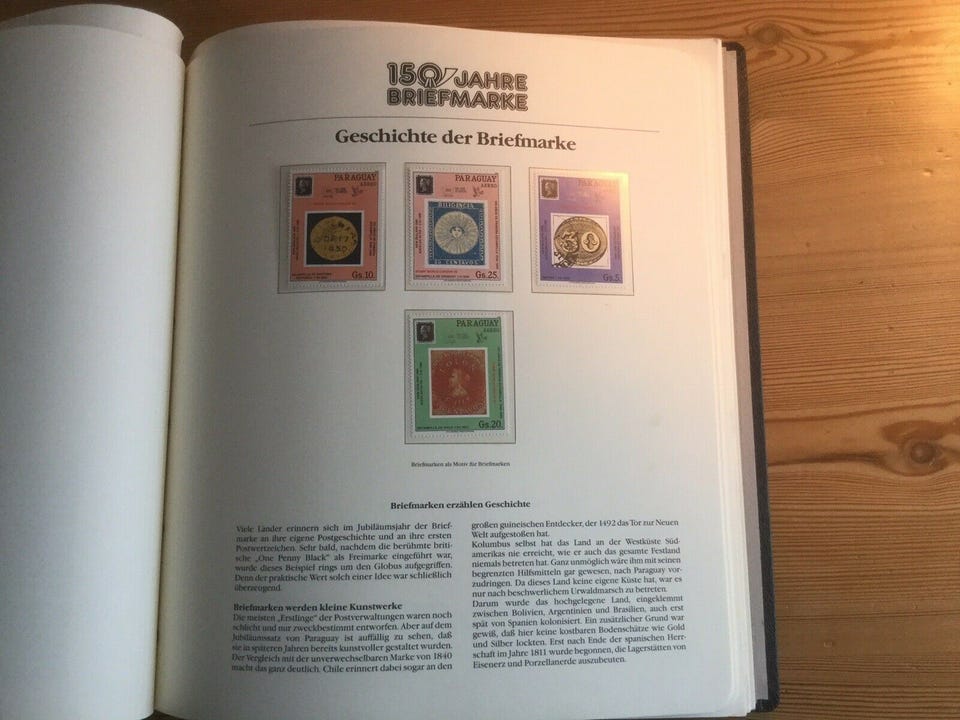 150 JAHRE
BRIEFMARKE
Geschichte der Briefmarke
PARAGUAY
AEREO
1850
Gs.10.
PARAGUAY
AEREO
DILIGENCIA
CENTAVOS
Gs.25.
PARAGUAY
AEREO
Gs.5.
PARAGUAY
AEREO
COLON
Gs.20.
Briefmarken als Motiv für Briefmarken
Briefmarken erzählen Geschichte
Viele Länder erinnern sich im Jubiläumsjahr der Brief-
marke an ihre eigene Postgeschichte und an ihre ersten
Postwertzeichen. Sehr bald, nachdem die berühmte briti-
sche „One Penny Black" als Freimarke eingeführt war,
wurde dieses Beispiel rings um den Globus aufgegriffen.
Denn der praktische Wert solch einer Idee war schließlich
überzeugend.
Briefmarken werden kleine Kunstwerke
Die meisten „Erstlinge" der Postverwaltungen waren noch
schlicht und nur zweckbestimmt entworfen. Aber auf dem
Jubiläumssatz von Paraguay ist auffällig zu sehen, daß
sie in späteren Jahren bereits kunstvoller gestaltet wurden.
Der Vergleich mit der unverwechselbaren Marke von 1840
macht das ganz deutlich. Chile erinnert dabei sogar an den
großen guineischen Entdecker, der 1492 das Tor zur Neuen
Welt aufgestoßen hat.
Kolumbus selbst hat das Land an der Westküste Süd-
amerikas nie erreicht, wie er auch das gesamte Festland
niemals betreten hat. Ganz unmöglich wäre ihm mit seinen
begrenzten Hilfsmitteln gar gewesen, nach Paraguay vor-
zudringen. Da dieses Land keine eigene Küste hat, war es
nur nach beschwerlichem Urwaldmarsch zu betreten.
Darum wurde das hochgelegene Land, eingeklemmt
zwischen Bolivien, Argentinien und Brasilien, auch erst
spät von Spanien kolonisiert. Ein zusätzlicher Grund war
gewiß, daß hier keine kostbaren Bodenschätze wie Gold
und Silber lockten. Erst nach Ende der spanischen Herr-
schaft im Jahre 1811 wurde begonnen, die Lagerstätten von
Eisenerz und Porzellanerde auszubeuten.